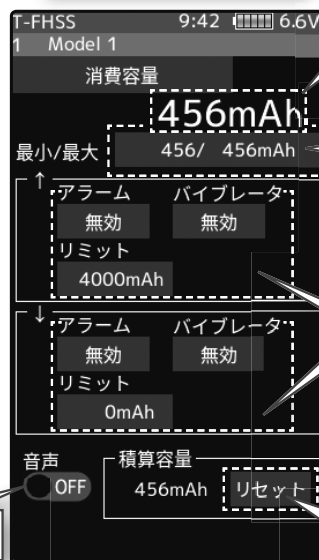 T-FHSS 9:42 6.6V
1 Model 1
消費容量
456mAh
最小/最大 456/ 456mAh
↑
アラーム バイブレータ
無効 無効
リミット
4000mAh
↓
アラーム バイブレータ
無効 無効
リミット
0mAh
音声 積算容量
OFF 456mAh リセット